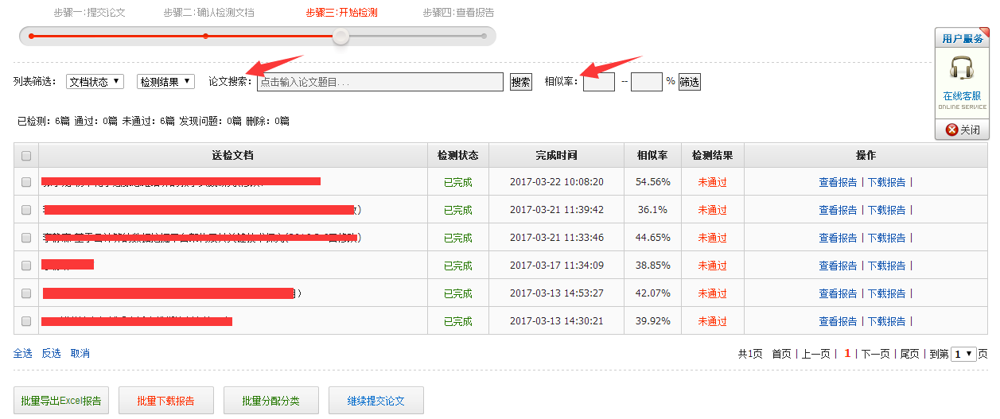 步骤一:提交论文 步骤二:确认检测文档 步骤三:开始检测 步骤四:查看报告
用户服务
在线客服
ONLINE SERVICE
关闭
列表筛选: 文档状态 ▼ 检测结果 ▼ 论文搜索: 点击输入论文题目... 搜索 相似率: -- % 筛选
已检测: 6篇 通过: 0篇 未通过: 6篇 发现问题: 0篇 删除: 0篇
送检文档 检测状态 完成时间 相似率 检测结果 操作
已完成 2017-03-22 10:08:20 54.56% 未通过 查看报告 | 下载报告 |
) 已完成 2017-03-21 11:39:42 36.1% 未通过 查看报告 | 下载报告 |
) 已完成 2017-03-21 11:33:46 44.65% 未通过 查看报告 | 下载报告 |
已完成 2017-03-17 11:34:09 38.85% 未通过 查看报告 | 下载报告 |
) 已完成 2017-03-13 14:53:27 42.07% 未通过 查看报告 | 下载报告 |
已完成 2017-03-13 14:30:21 39.92% 未通过 查看报告 | 下载报告 |
全选 反选 取消 共1页 首页 | 上一页 | 1 | 下一页 | 尾页 | 到第 1 ▼ 页
批量导出Excel报告 批量下载报告 批量分配分类 继续提交论文